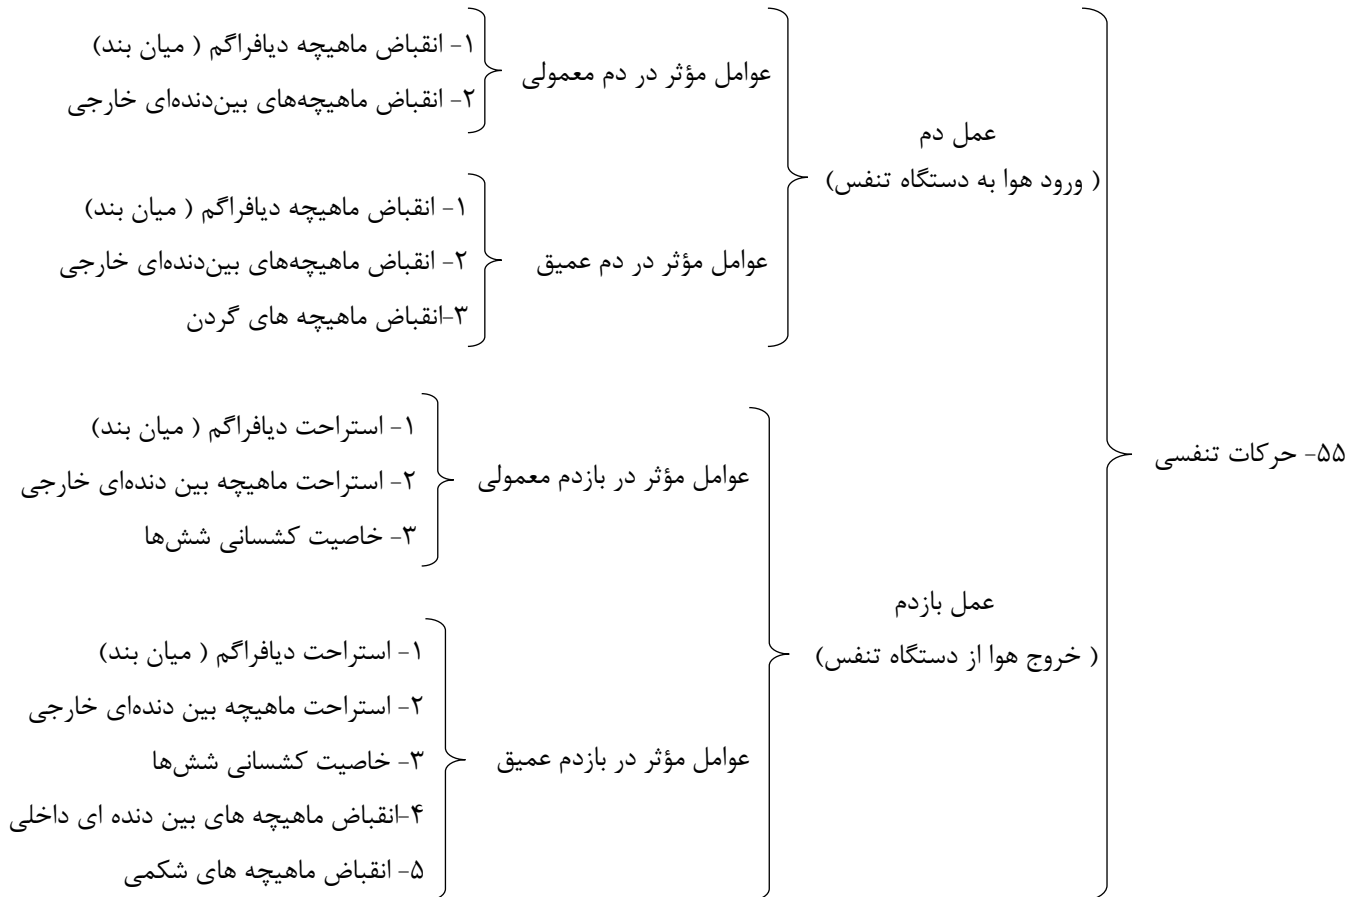 ۵۵- حرکات تنفسی
عمل دم
( ورود هوا به دستگاه تنفس)
عوامل مؤثر در دم معمولی
۱- انقباض ماهیچه دیافراگم ( میان بند)
۲- انقباض ماهیچه‌های بین‌دنده‌ای خارجی
عوامل مؤثر در دم عمیق
۱- انقباض ماهیچه دیافراگم ( میان بند)
۲- انقباض ماهیچه‌های بین‌دنده‌ای خارجی
۳-انقباض ماهیچه های گردن
عمل بازدم
( خروج هوا از دستگاه تنفس)
عوامل مؤثر در بازدم معمولی
۱- استراحت دیافراگم ( میان بند)
۲- استراحت ماهیچه بین دنده‌ای خارجی
۳- خاصیت کشسانی شش‌ها
عوامل مؤثر در بازدم عمیق
۱- استراحت دیافراگم ( میان بند)
۲- استراحت ماهیچه بین دنده‌ای خارجی
۳- خاصیت کشسانی شش‌ها
۴-انقباض ماهیچه های بین دنده ای داخلی
۵- انقباض ماهیچه های شکمی